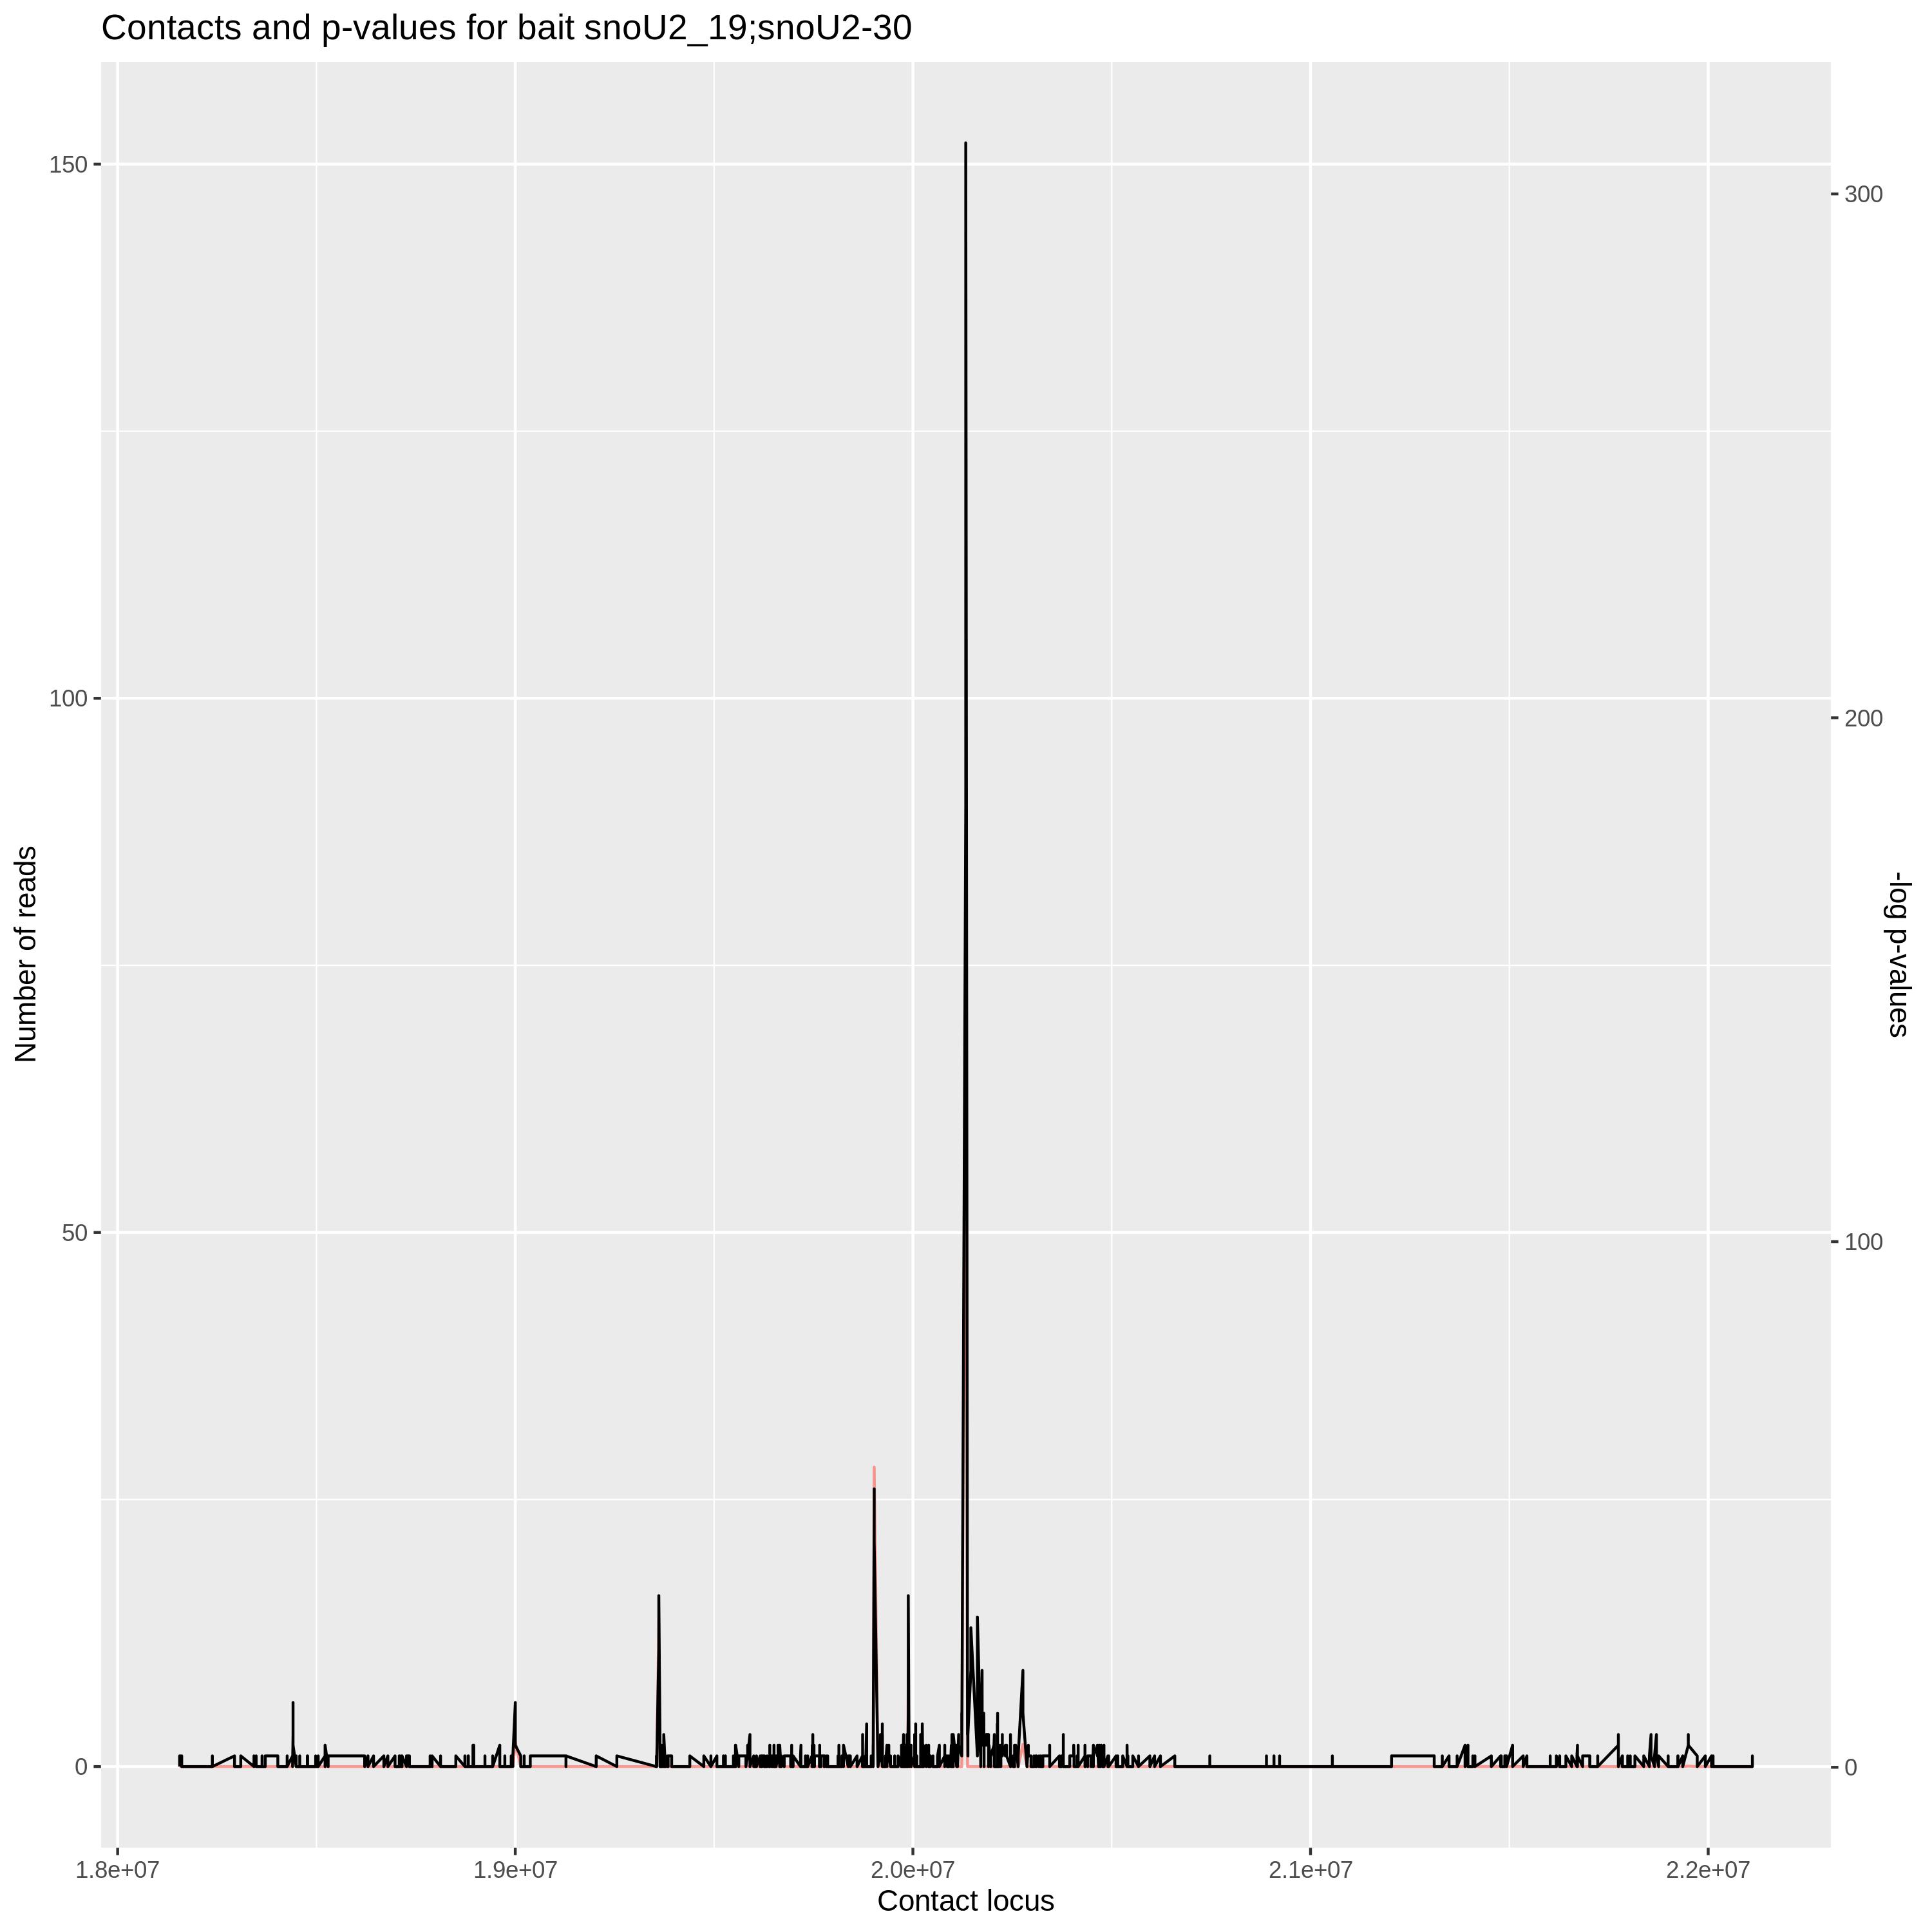 Contacts and p-values for bait snoU2_19;snoU2-30
150
100
50
0
300
200
100
0
Number of reads
-log p-values
1.8e+07
1.9e+07
2.0e+07
2.1e+07
2.2e+07
Contact locus